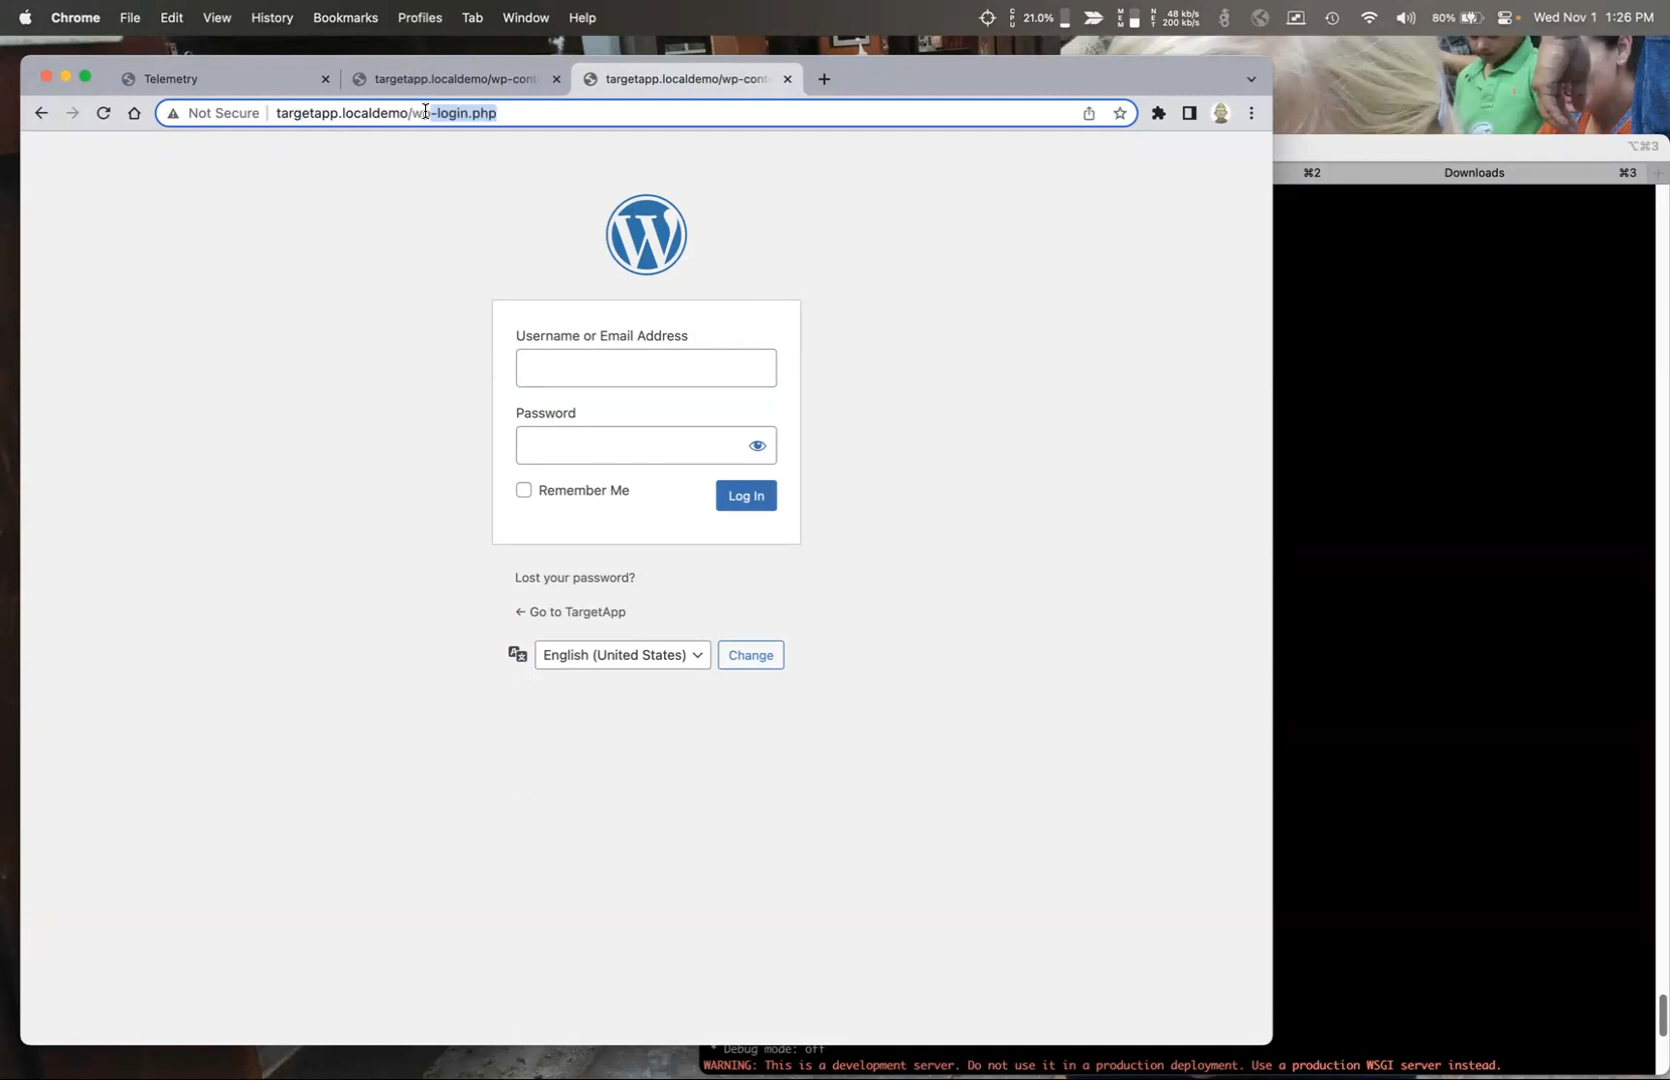 Chrome File Edit View History Bookmarks Profiles Tab Window Help CPU 21.0% MEM NET 48 kb/s 200 kb/s 80% Wed Nov 1 1:26 PM
Telemetry targetapp.localdemo/wp-cont targetapp.localdemo/wp-cont
Not Secure targetapp.localdemo/wp-login.php
⌥⌘3
⌘2 Downloads ⌘3
Username or Email Address
Password
Remember Me Log In
Lost your password?
← Go to TargetApp
English (United States) Change
* Debug mode: off
WARNING: This is a development server. Do not use it in a production deployment. Use a production WSGI server instead.